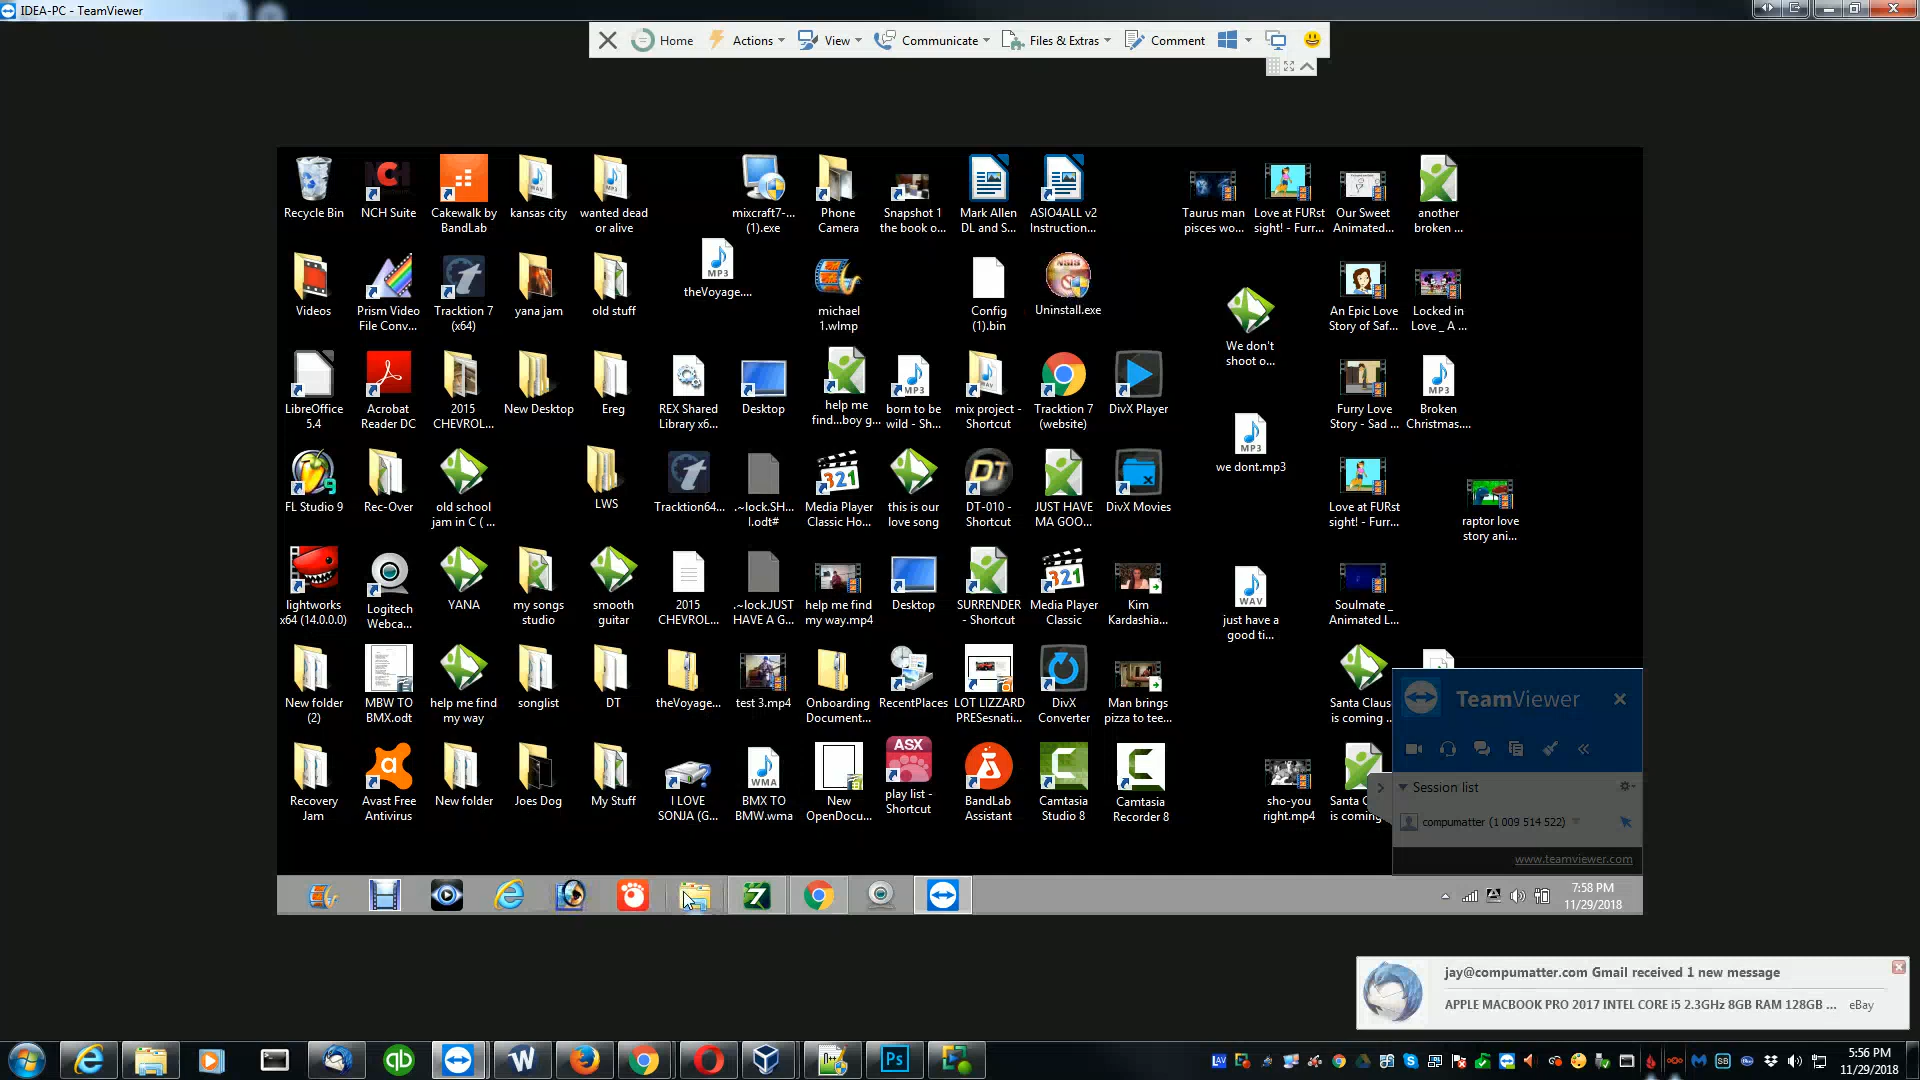 IDEA-PC - TeamViewer
Home Actions View Communicate Files & Extras Comment
Recycle Bin
NCH Suite
Cakewalk by
BandLab
kansas city
wanted dead
or alive
mixcraft7-...
(1).exe
Phone
Camera
Snapshot 1
the book o...
Mark Allen
DL and S...
ASIO4ALL v2
Instruction...
Taurus man
pisces wo...
Love at FURst
sight! - Furr...
Our Sweet
Animated...
another
broken ...
Videos
Prism Video
File Conv...
Tracktion 7
(x64)
yana jam
old stuff
MP3
theVoyage....
michael
1.wlmp
Config
(1).bin
Uninstall.exe
We don't
shoot o...
An Epic Love
Story of Saf...
Locked in
Love _ A ...
LibreOffice
5.4
Acrobat
Reader DC
2015
CHEVROL...
New Desktop
Ereg
REX Shared
Library x6...
Desktop
help me
find...boy g...
MP3
born to be
wild - Sh...
mix project -
Shortcut
Tracktion 7
(website)
DivX Player
MP3
we dont.mp3
Furry Love
Story - Sad ...
MP3
Broken
Christmas....
FL Studio 9
Rec-Over
old school
jam in C ( ...
LWS
Tracktion64...
.~lock.SH...
l.odt#
321
Media Player
Classic Ho...
this is our
love song
DT
DT-010 -
Shortcut
JUST HAVE
MA GOO...
DivX Movies
Love at FURst
sight! - Furr...
raptor love
story ani...
lightworks
x64 (14.0.0.0)
Logitech
Webca...
YANA
my songs
studio
smooth
guitar
2015
CHEVROL...
.~lock.JUST
HAVE A G...
help me find
my way.mp4
Desktop
SURRENDER
- Shortcut
321
Media Player
Classic
Kim
Kardashia...
WAV
just have a
good ti...
Soulmate _
Animated L...
New folder
(2)
MBW TO
BMX.odt
help me find
my way
songlist
DT
theVoyage...
test 3.mp4
Onboarding
Document...
RecentPlaces
LOT LIZZARD
PRESesnati...
DivX
Converter
Man brings
pizza to tee...
Santa Claus
is coming ...
Recovery
Jam
Avast Free
Antivirus
New folder
Joes Dog
My Stuff
I LOVE
SONJA (G...
WMA
BMX TO
BMW.wma
New
OpenDocu...
ASX
play list -
Shortcut
BandLab
Assistant
Camtasia
Studio 8
Camtasia
Recorder 8
sho-you
right.mp4
Santa C
is coming
TeamViewer
Session list
compumatter (1 009 514 522)
www.teamviewer.com
7:58 PM
11/29/2018
jay@compumatter.com Gmail received 1 new message
APPLE MACBOOK PRO 2017 INTEL CORE i5 2.3GHz 8GB RAM 128GB ... eBay
5:56 PM
11/29/2018